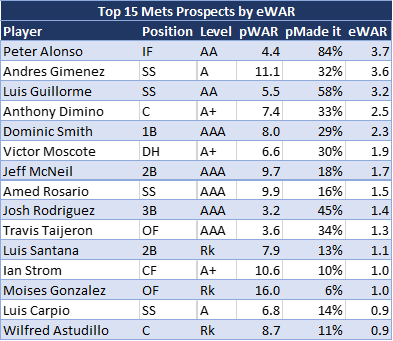 Top 15 Mets Prospects by eWAR
Player Position Level pWAR pMade it eWAR
Peter Alonso IF AA 4.4 84% 3.7
Andres Gimenez SS A 11.1 32% 3.6
Luis Guillorme SS AA 5.5 58% 3.2
Anthony Dimino C A+ 7.4 33% 2.5
Dominic Smith 1B AAA 8.0 29% 2.3
Victor Moscote DH A+ 6.6 30% 1.9
Jeff McNeil 2B AAA 9.7 18% 1.7
Amed Rosario SS AAA 9.9 16% 1.5
Josh Rodriguez 3B AAA 3.2 45% 1.4
Travis Taijeron OF AAA 3.6 34% 1.3
Luis Santana 2B Rk 7.9 13% 1.1
Ian Strom CF A+ 10.6 10% 1.0
Moises Gonzalez OF Rk 16.0 6% 1.0
Luis Carpio SS A 6.8 14% 0.9
Wilfred Astudillo C Rk 8.7 11% 0.9